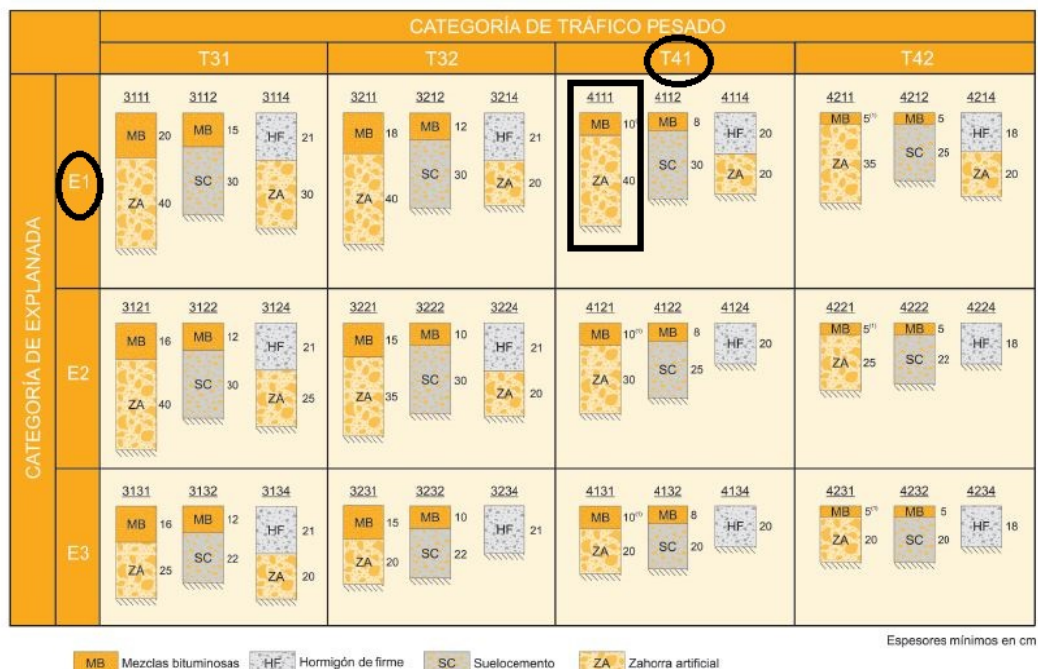 CATEGORÍA DE TRÁFICO PESADO
T31 T32 T41 T42
CATEGORÍA DE EXPLANADA
E1
3111 3112 3114 3211 3212 3214 4111 4112 4114 4211 4212 4214
MB 20 MB 15 HF 21 MB 18 MB 12 HF 21 MB 10 MB 8 HF 20 MB 5(1) MB 5 HF 18
ZA 40 SC 30 ZA 30 ZA 40 SC 30 ZA 20 ZA 40 SC 30 ZA 20 ZA 35 SC 25 ZA 20
E2
3121 3122 3124 3221 3222 3224 4121 4122 4124 4221 4222 4224
MB 16 MB 12 HF 21 MB 15 MB 10 HF 21 MB 10(1) MB 8 HF 20 MB 5(1) MB 5 HF 18
ZA 40 SC 30 ZA 25 ZA 35 SC 30 ZA 20 ZA 30 SC 25 ZA 25 SC 22
E3
3131 3132 3134 3231 3232 3234 4131 4132 4134 4231 4232 4234
MB 16 MB 12 HF 21 MB 15 MB 10 HF 21 MB 10(1) MB 8 HF 20 MB 5(1) MB 5 HF 18
ZA 25 SC 22 ZA 20 ZA 20 SC 22 ZA 20 SC 20 ZA 20 SC 20
Espesores mínimos en cm
MB Mezclas bituminosas HF Hormigón de firme SC Suelocemento ZA Zahorra artificial